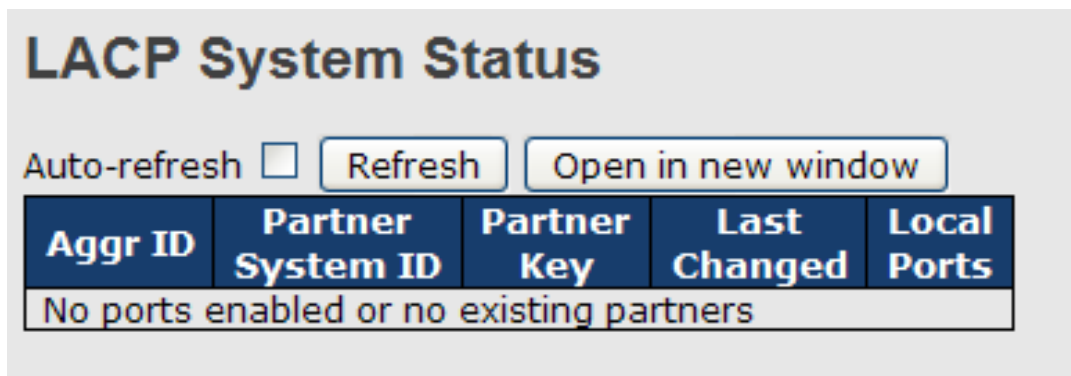 LACP System Status
Auto-refresh Refresh Open in new window
Aggr ID Partner System ID Partner Key Last Changed Local Ports
No ports enabled or no existing partners